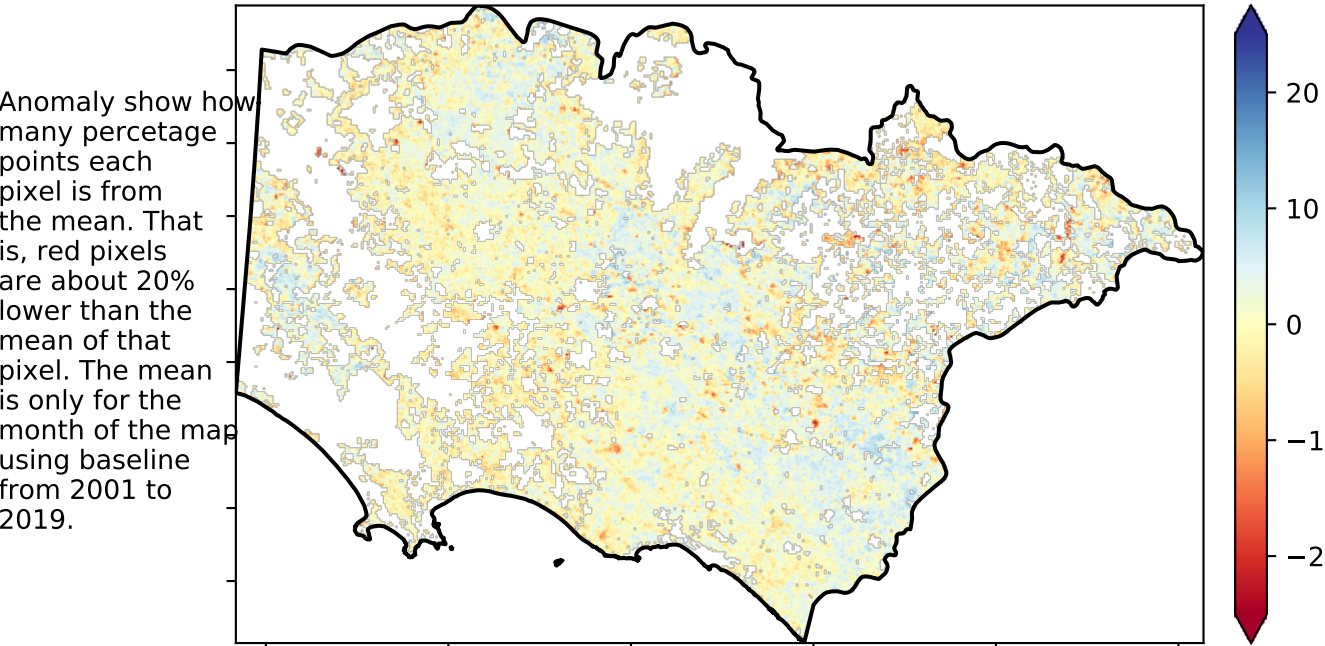 Anomaly show how
many percetage
points each
pixel is from
the mean. That
is, red pixels
are about 20%
lower than the
mean of that
pixel. The mean
is only for the
month of the map
using baseline
from 2001 to
2019.
20
10
0
−1
−2